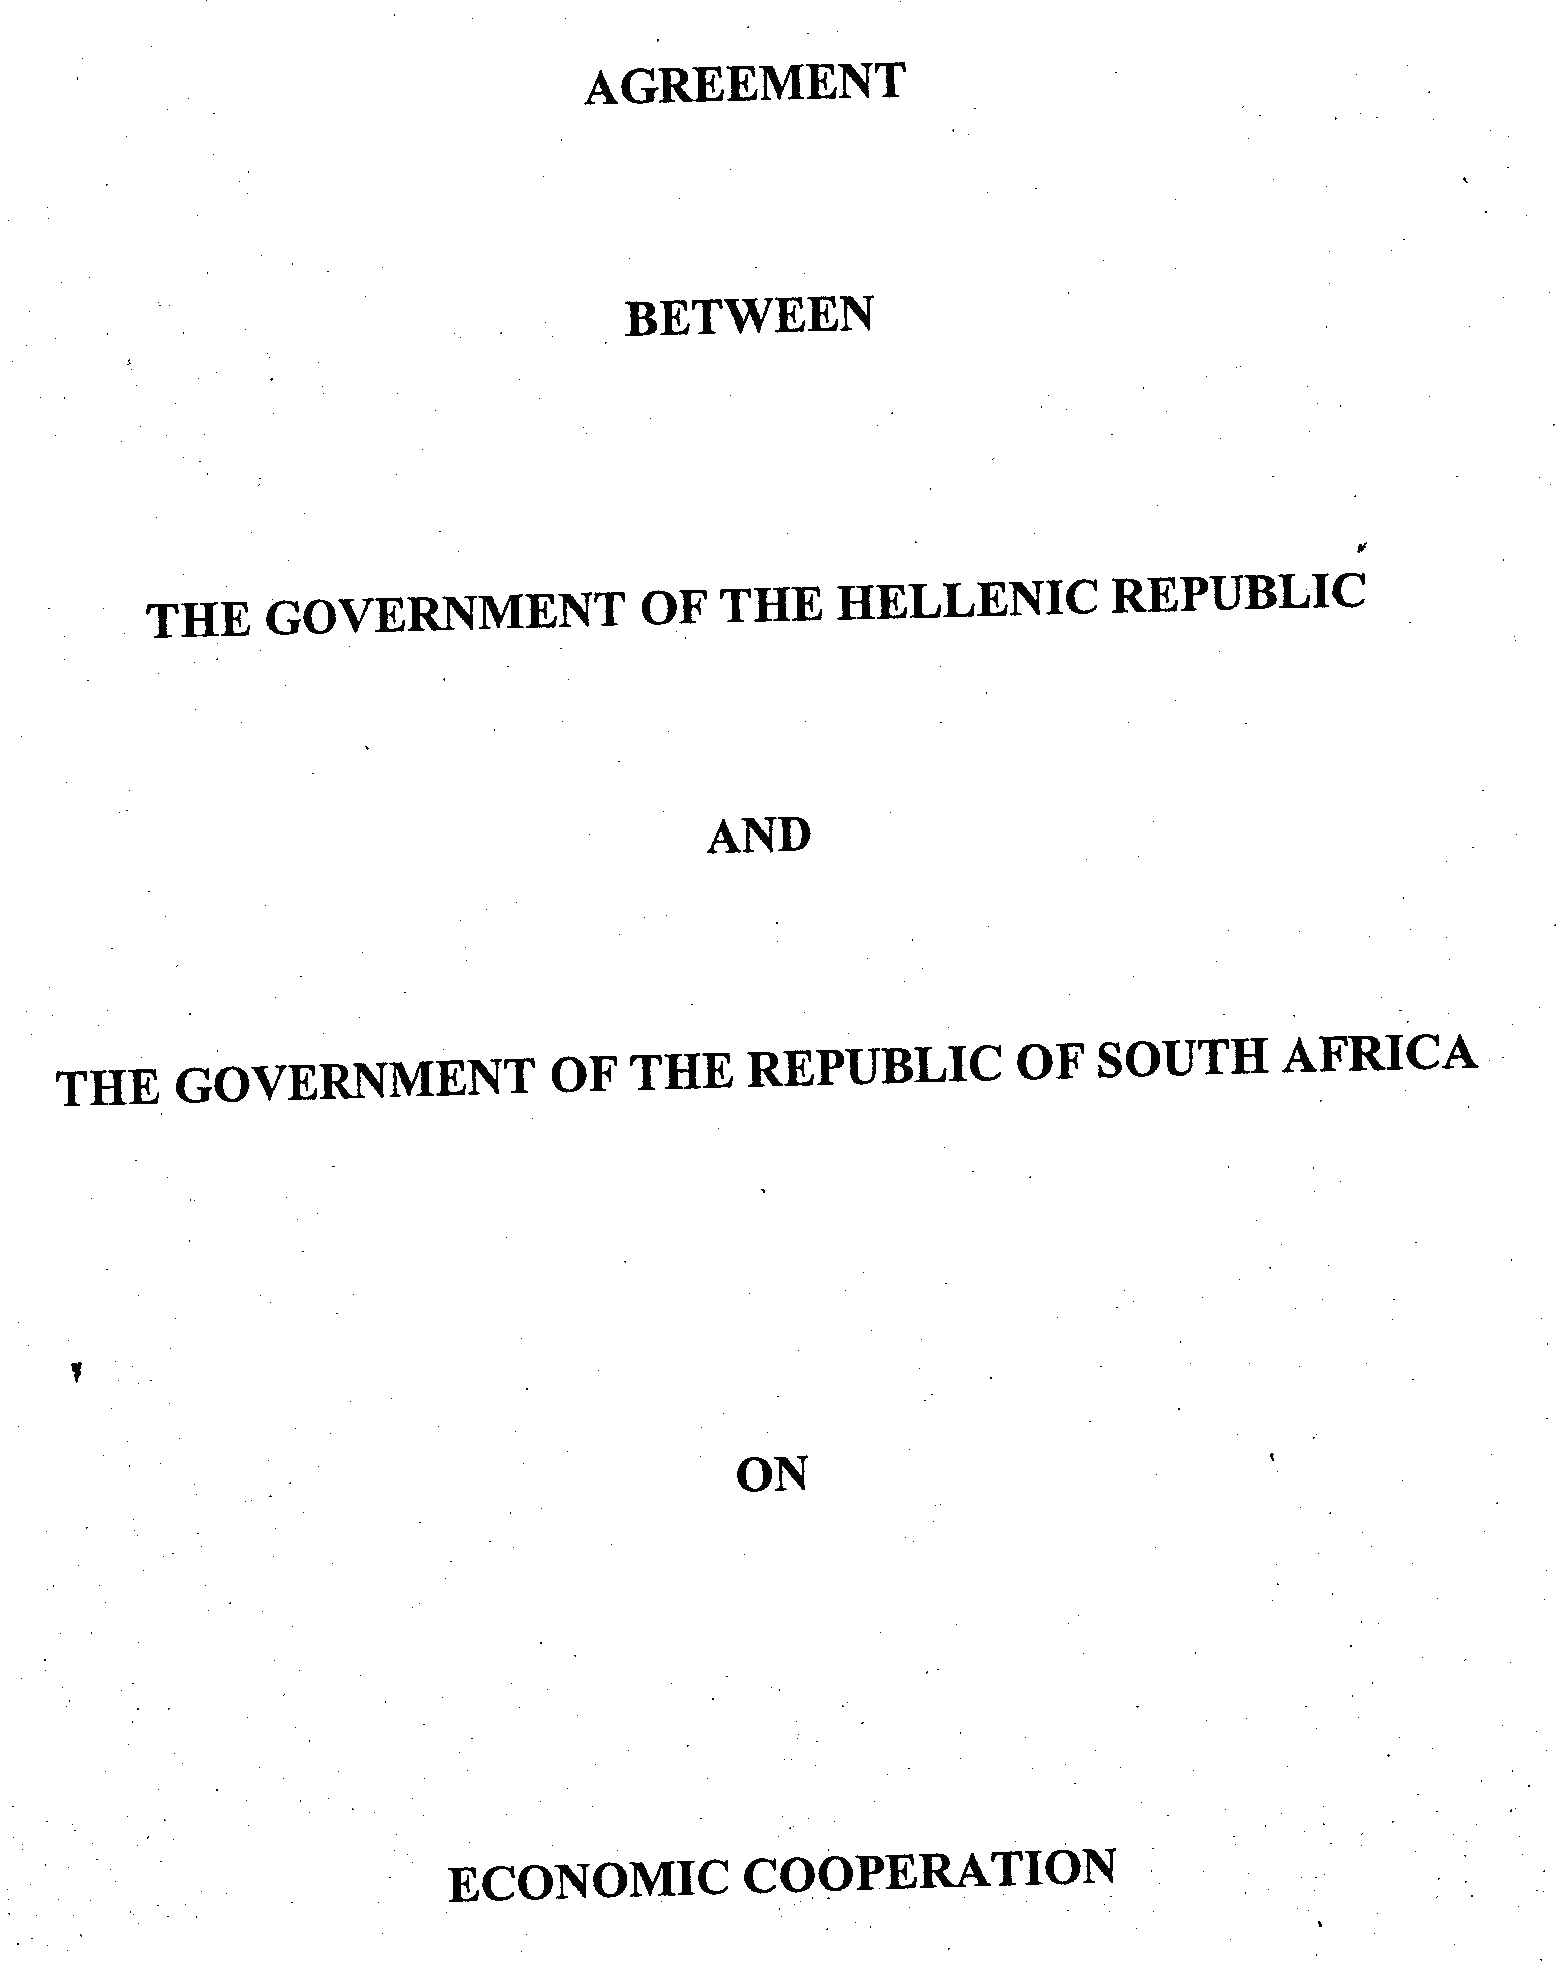 AGREEMENT
BETWEEN
THE GOVERNMENT OF THE HELLENIC REPUBLIC
AND
THE GOVERNMENT OF THE REPUBLIC OF SOUTH AFRICA
ON
ECONOMIC COOPERATION